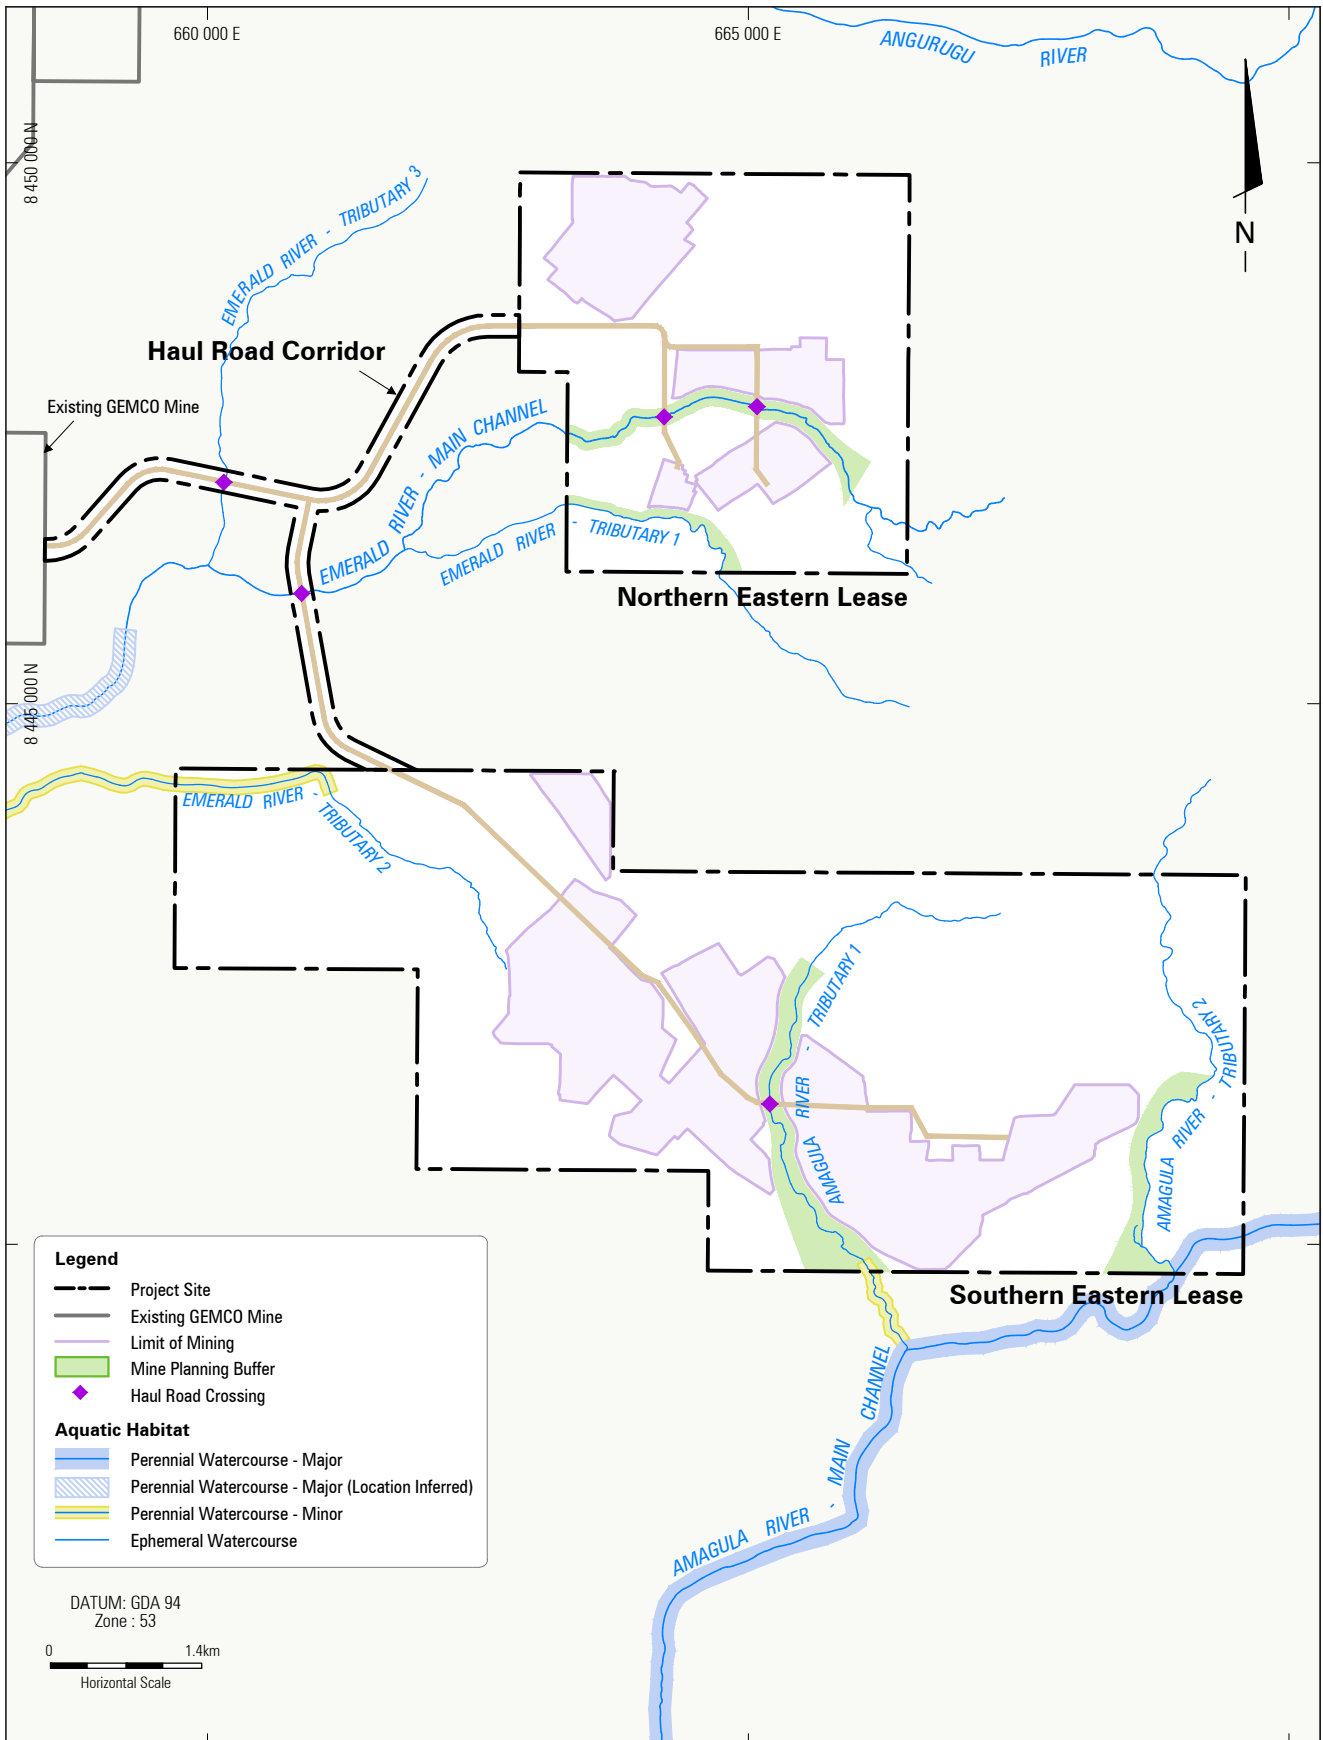 660 000 E
665 000 E
ANGURUGU RIVER
8 450 000 N
N
EMERALD RIVER - TRIBUTARY 3
Haul Road Corridor
Existing GEMCO Mine
EMERALD RIVER - MAIN CHANNEL
EMERALD RIVER - TRIBUTARY 1
Northern Eastern Lease
8 445 000 N
EMERALD RIVER - TRIBUTARY 2
AMAGULA RIVER - TRIBUTARY 1
AMAGULA RIVER - TRIBUTARY 2
Southern Eastern Lease
AMAGULA RIVER - MAIN CHANNEL
Legend
Project Site
Existing GEMCO Mine
Limit of Mining
Mine Planning Buffer
Haul Road Crossing
Aquatic Habitat
Perennial Watercourse - Major
Perennial Watercourse - Major (Location Inferred)
Perennial Watercourse - Minor
Ephemeral Watercourse
DATUM: GDA 94
Zone : 53
0 1.4km
Horizontal Scale